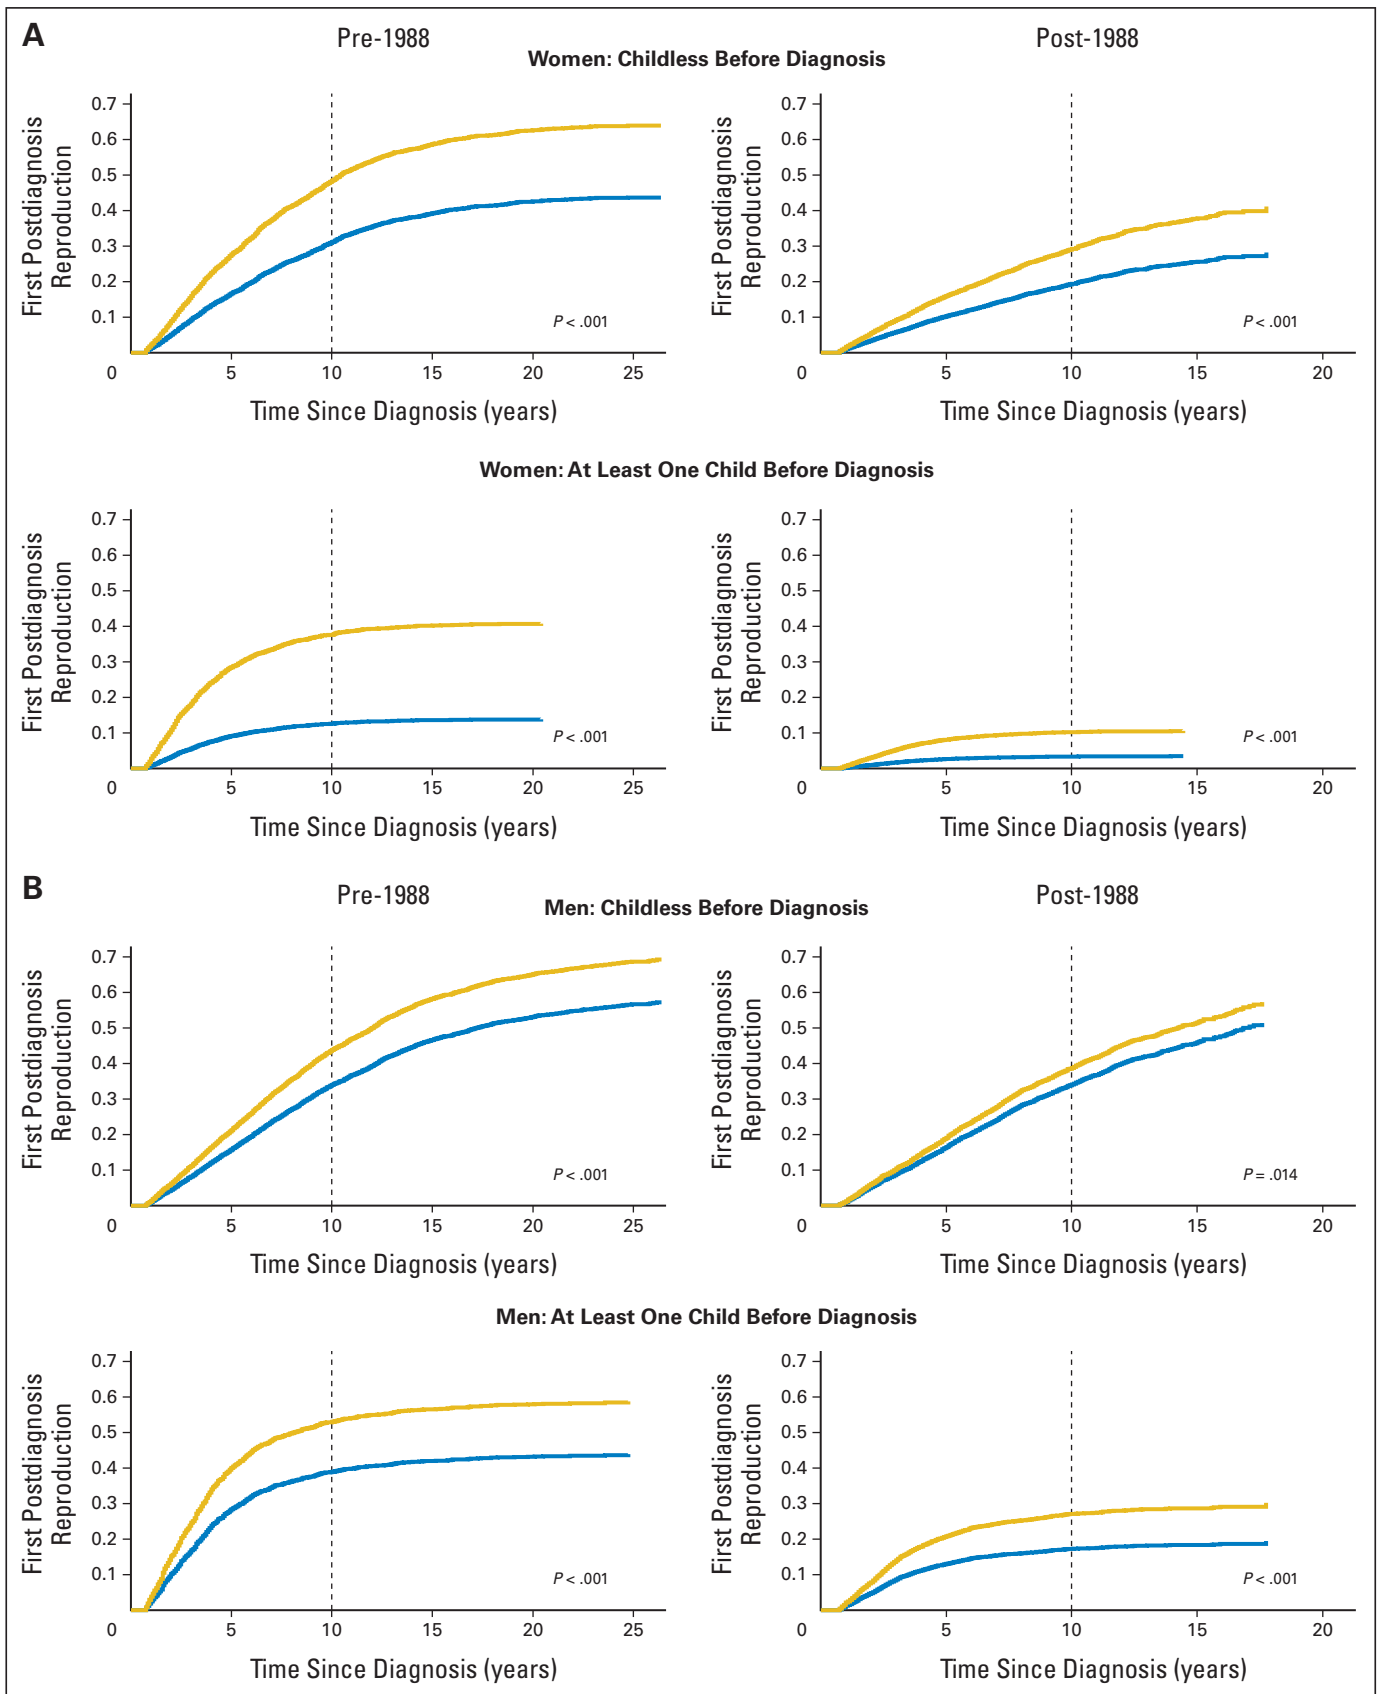 A
Pre-1988
Post-1988
Women: Childless Before Diagnosis
First Postdiagnosis
Reproduction
0.7
0.6
0.5
0.4
0.3
0.2
0.1
P < .001
0 5 10 15 20 25
Time Since Diagnosis (years)
First Postdiagnosis
Reproduction
0.7
0.6
0.5
0.4
0.3
0.2
0.1
P < .001
0 5 10 15 20
Time Since Diagnosis (years)
Women: At Least One Child Before Diagnosis
First Postdiagnosis
Reproduction
0.7
0.6
0.5
0.4
0.3
0.2
0.1
P < .001
0 5 10 15 20 25
Time Since Diagnosis (years)
First Postdiagnosis
Reproduction
0.7
0.6
0.5
0.4
0.3
0.2
0.1
P < .001
0 5 10 15 20
Time Since Diagnosis (years)
B
Pre-1988
Post-1988
Men: Childless Before Diagnosis
First Postdiagnosis
Reproduction
0.7
0.6
0.5
0.4
0.3
0.2
0.1
P < .001
0 5 10 15 20 25
Time Since Diagnosis (years)
First Postdiagnosis
Reproduction
0.7
0.6
0.5
0.4
0.3
0.2
0.1
P = .014
0 5 10 15 20
Time Since Diagnosis (years)
Men: At Least One Child Before Diagnosis
First Postdiagnosis
Reproduction
0.7
0.6
0.5
0.4
0.3
0.2
0.1
P < .001
0 5 10 15 20 25
Time Since Diagnosis (years)
First Postdiagnosis
Reproduction
0.7
0.6
0.5
0.4
0.3
0.2
0.1
P < .001
0 5 10 15 20
Time Since Diagnosis (years)